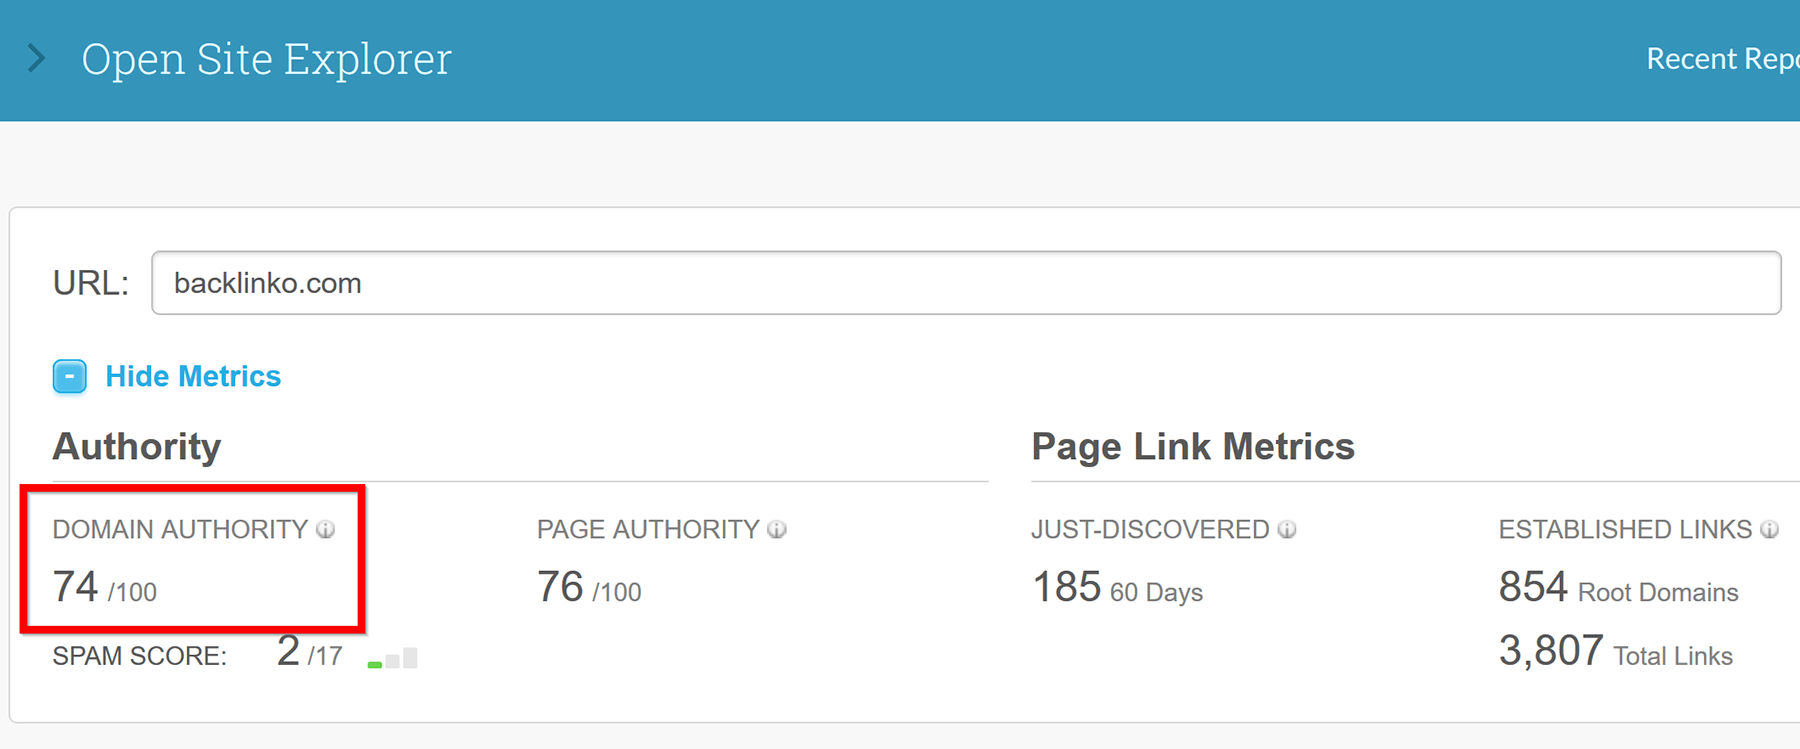 Open Site Explorer
Recent Repo
URL: backlinko.com
- Hide Metrics
Authority
DOMAIN AUTHORITY
74 /100
PAGE AUTHORITY
76 /100
SPAM SCORE: 2 /17
Page Link Metrics
JUST-DISCOVERED
185 60 Days
ESTABLISHED LINKS
854 Root Domains
3,807 Total Links